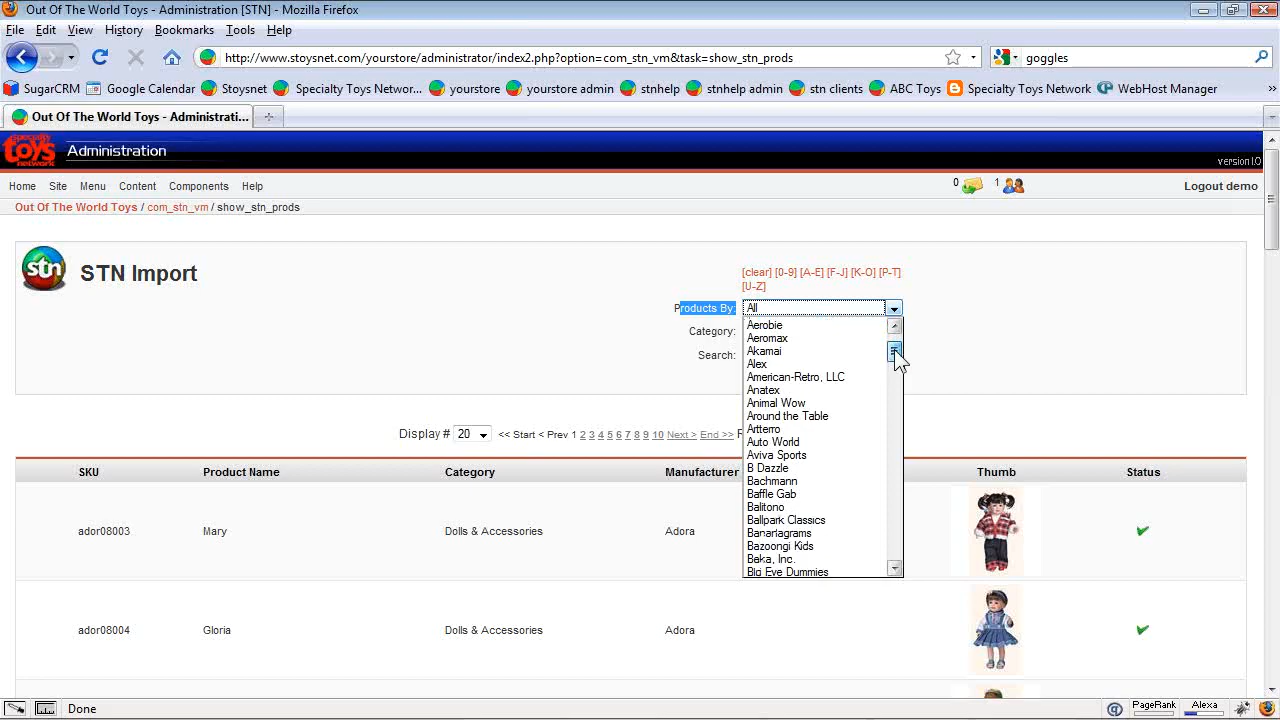 Out Of The World Toys - Administration [STN] - Mozilla Firefox
File Edit View History Bookmarks Tools Help
http://www.stoysnet.com/yourstore/administrator/index2.php?option=com_stn_vm&task=show_stn_prods
goggles
SugarCRM Google Calendar Stoysnet Specialty Toys Networ... yourstore yourstore admin stnhelp stnhelp admin stn clients ABC Toys Specialty Toys Network WebHost Manager »
Out Of The World Toys - Administrati...
specialty toys network
Administration
version 1.0
Home Site Menu Content Components Help
0 1 Logout demo
Out Of The World Toys / com_stn_vm / show_stn_prods
stn STN Import
[clear] [0-9] [A-E] [F-J] [K-O] [P-T]
[U-Z]
Products By: All
Category:
Search:
Aerobie
Aeromax
Akamai
Alex
American-Retro, LLC
Anatex
Animal Wow
Around the Table
Artterro
Auto World
Aviva Sports
B Dazzle
Bachmann
Baffle Gab
Balitono
Ballpark Classics
Bananagrams
Bazoongi Kids
Beka, Inc.
Big Eye Dummies
Display # 20 << Start < Prev 1 2 3 4 5 6 7 8 9 10 Next > End >>
SKU Product Name Category Manufacturer Thumb Status
ador08003 Mary Dolls & Accessories Adora
ador08004 Gloria Dolls & Accessories Adora
Done
PageRank Alexa